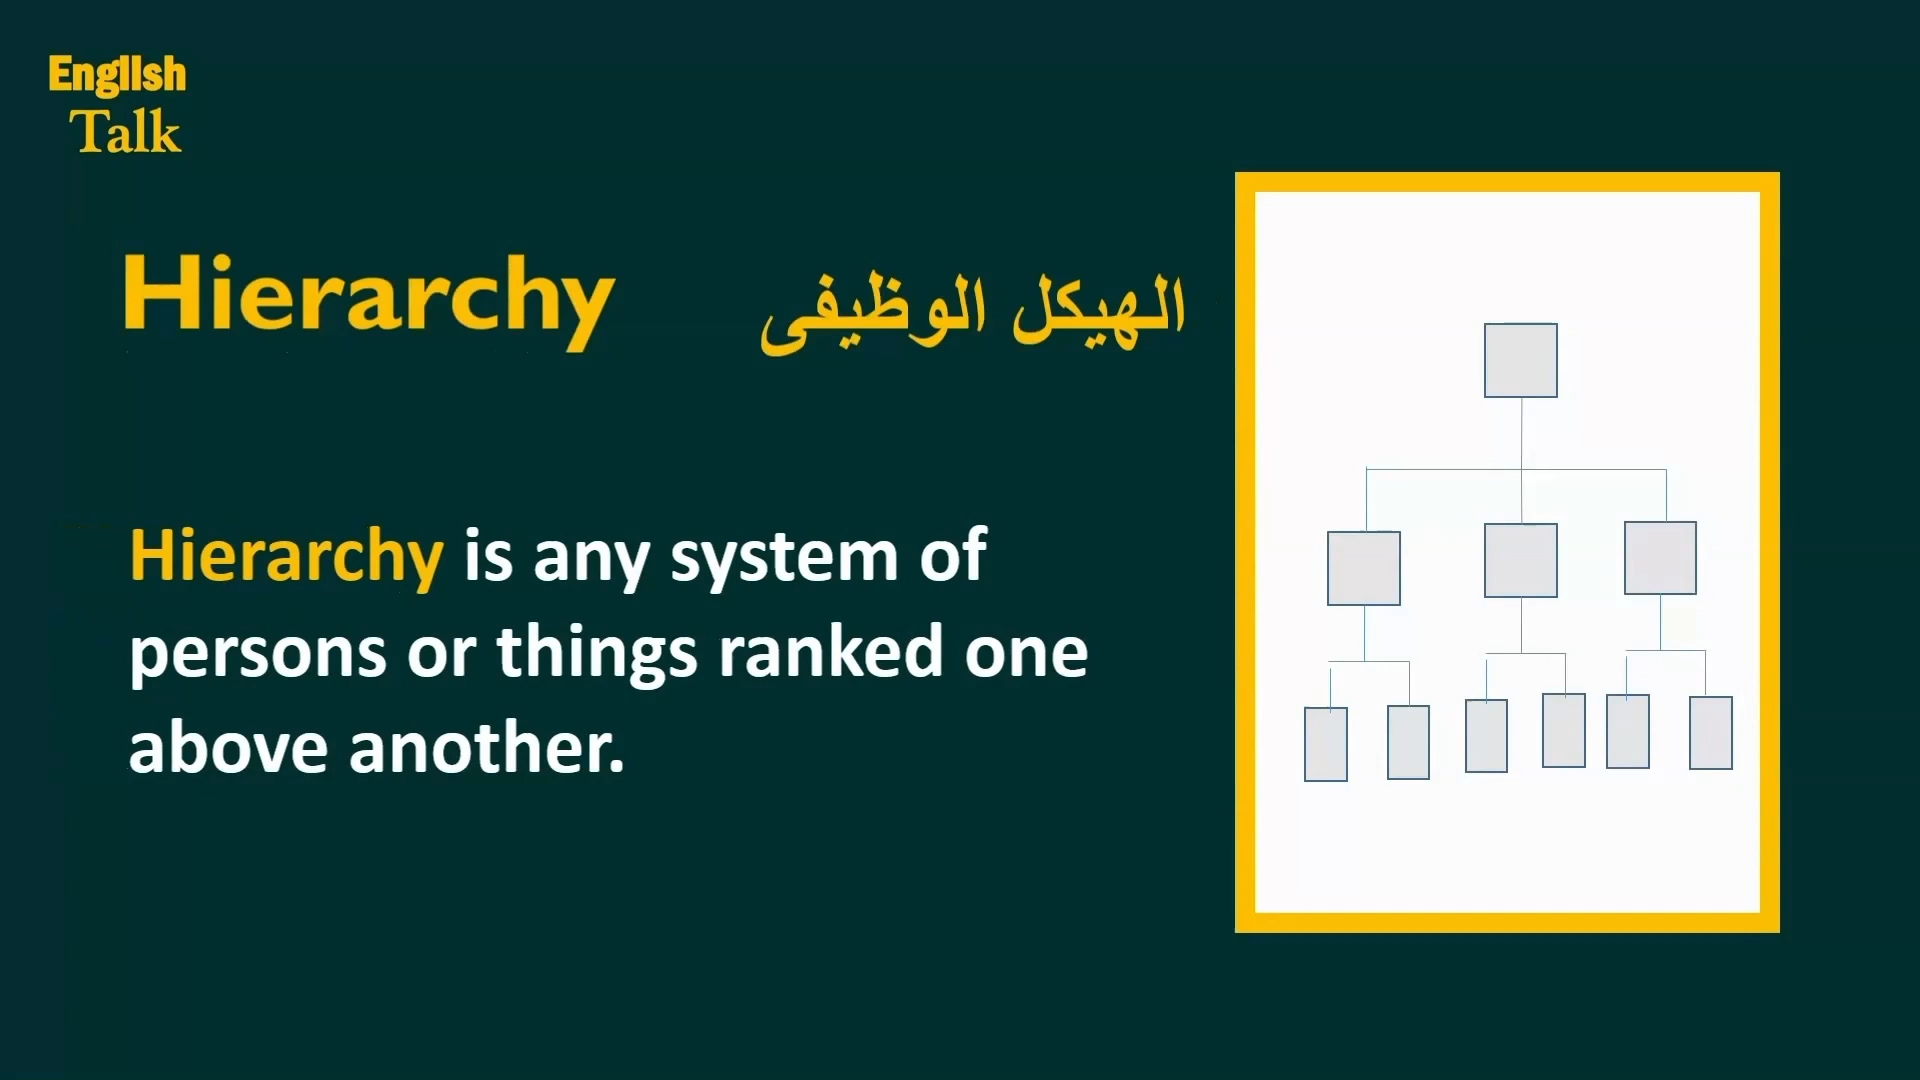 English
Talk
Hierarchy الهيكل الوظيفى
Hierarchy is any system of
persons or things ranked one
above another.